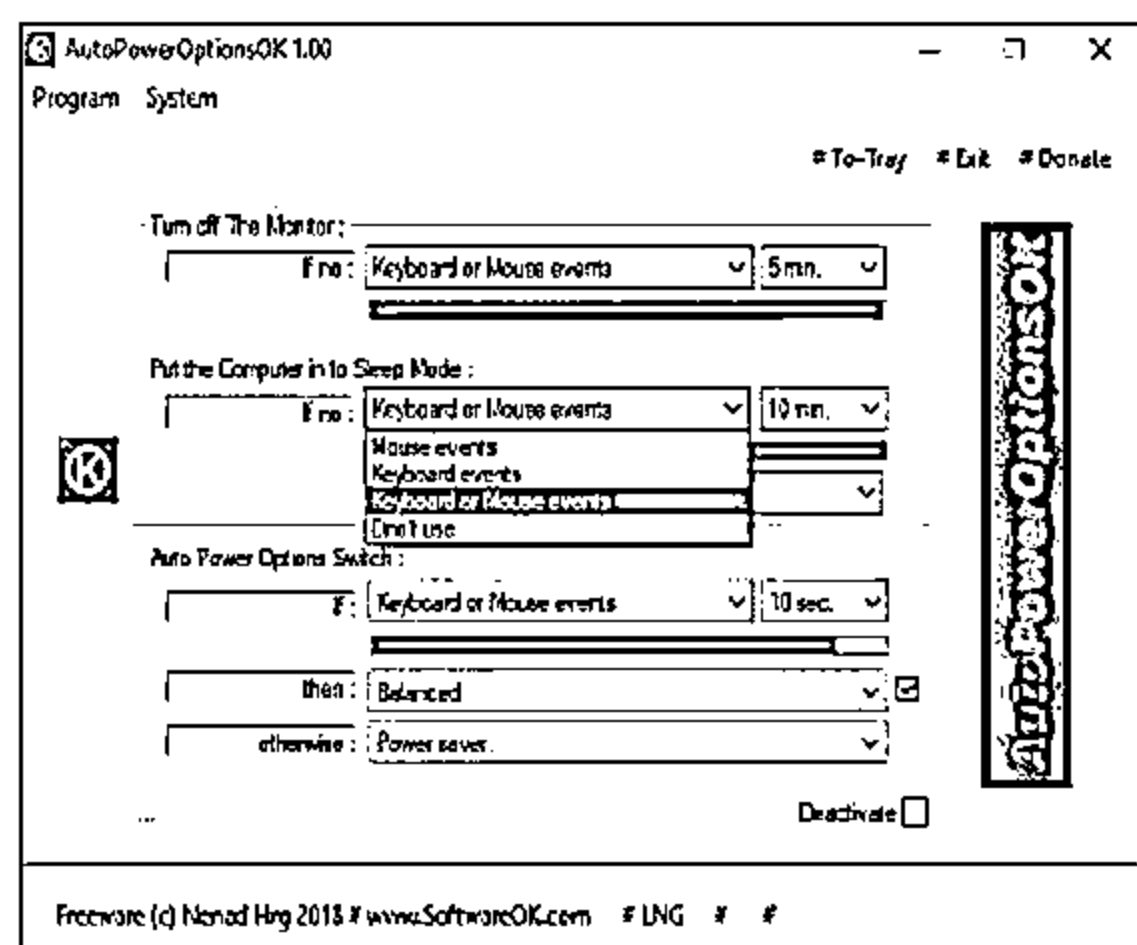 AutoPowerOptionsOK 1.00
Program System
# To-Tray # Exit # Donate
Turn off The Monitor :
If no : Keyboard or Mouse events 5 mn.
Put the Computer in to Sleep Mode :
If no : Keyboard or Mouse events 10 mn.
Mouse events
Keyboard events
Keyboard or Mouse events
Don't use
Auto Power Options Switch :
If : Keyboard or Mouse events 10 sec.
then : Balanced
otherwise : Power saver
...
Deactivate
AutoPowerOptionsOK
Freeware (c) Nenad Hrg 2018 # www.SoftwareOK.com # LNG # #